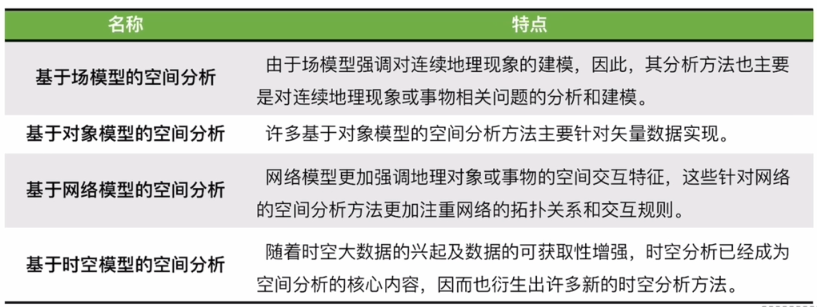 名称 特点
基于场模型的空间分析
由于场模型强调对连续地理现象的建模，因此，其分析方法也主要
是对连续地理现象或事物相关问题的分析和建模。
基于对象模型的空间分析 许多基于对象模型的空间分析方法主要针对矢量数据实现。
基于网络模型的空间分析
网络模型更加强调地理对象或事物的空间交互特征，这些针对网络
的空间分析方法更加注重网络的拓扑关系和交互规则。
基于时空模型的空间分析
随着时空大数据的兴起及数据的可获取性增强，时空分析已经成为
空间分析的核心内容，因而也衍生出许多新的时空分析方法。